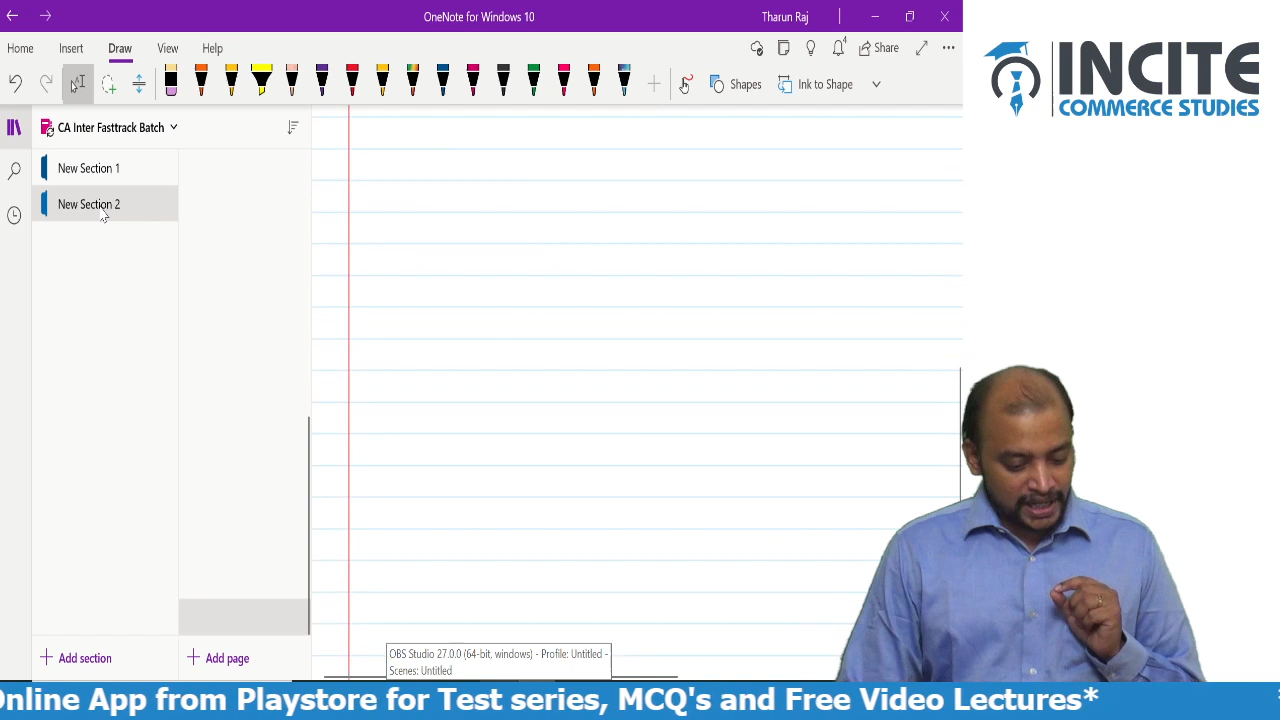 OneNote for Windows 10
Tharun Raj
Home Insert Draw View Help
4
Share
Shapes
Ink to Shape
CA Inter Fasttrack Batch
New Section 1
New Section 2
Add section
Add page
OBS Studio 27.0.0 (64-bit, windows) - Profile: Untitled -
Scenes: Untitled
INCITE
COMMERCE STUDIES
Online App from Playstore for Test series, MCQ's and Free Video Lectures*